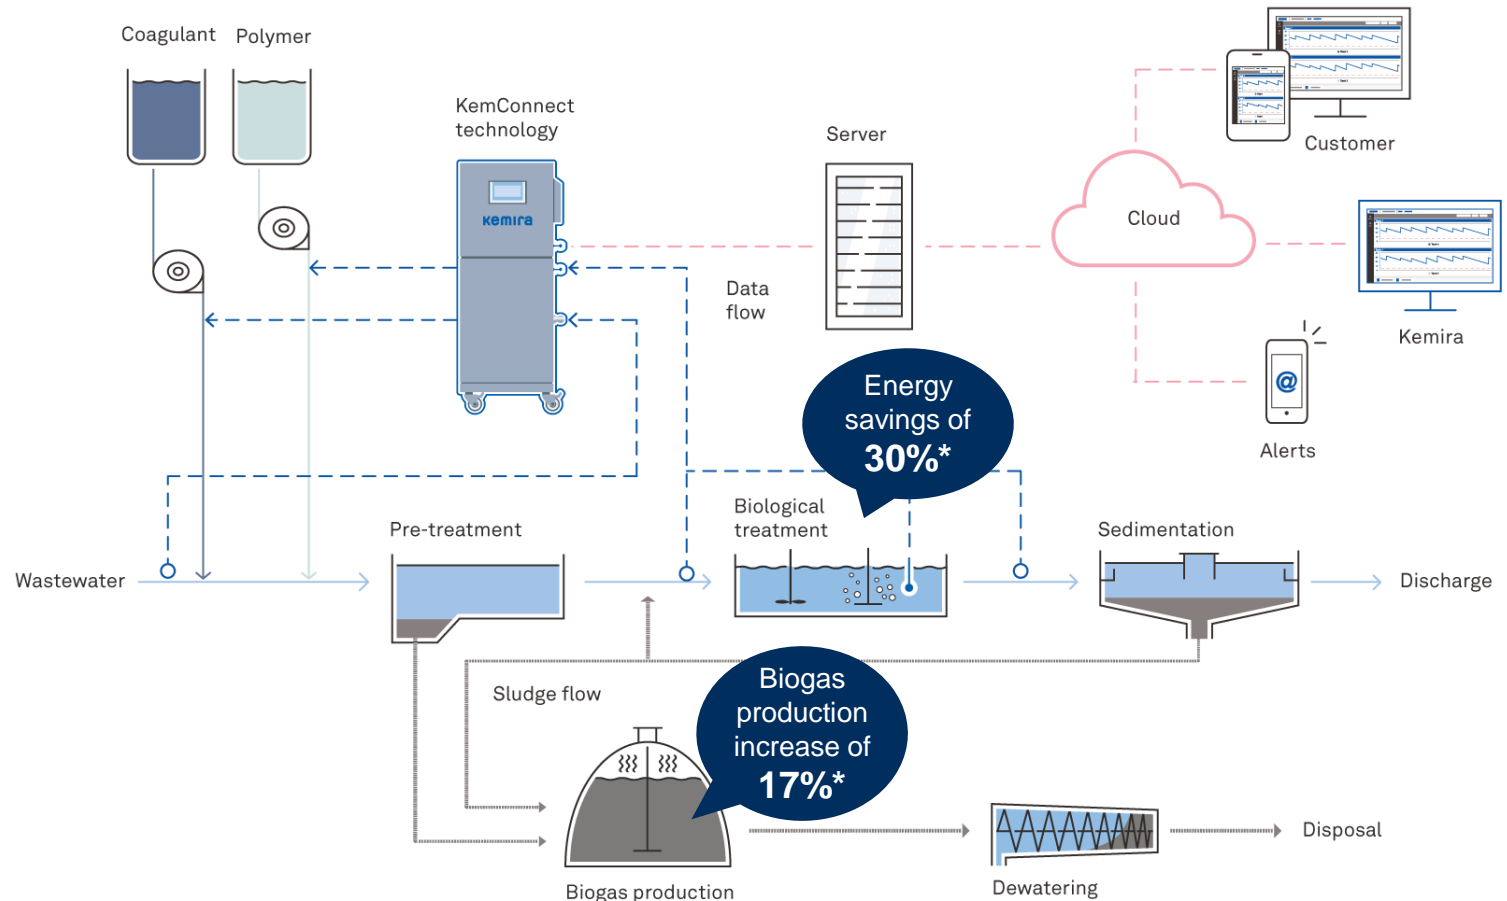 Coagulant
Polymer
KemConnect
technology
kemira
Server
Data
flow
Cloud
Customer
Kemira
@
Alerts
Energy
savings of
30%*
Wastewater
Pre-treatment
Biological
treatment
Sedimentation
Discharge
Sludge flow
Biogas
production
increase of
17%*
Biogas production
Dewatering
Disposal